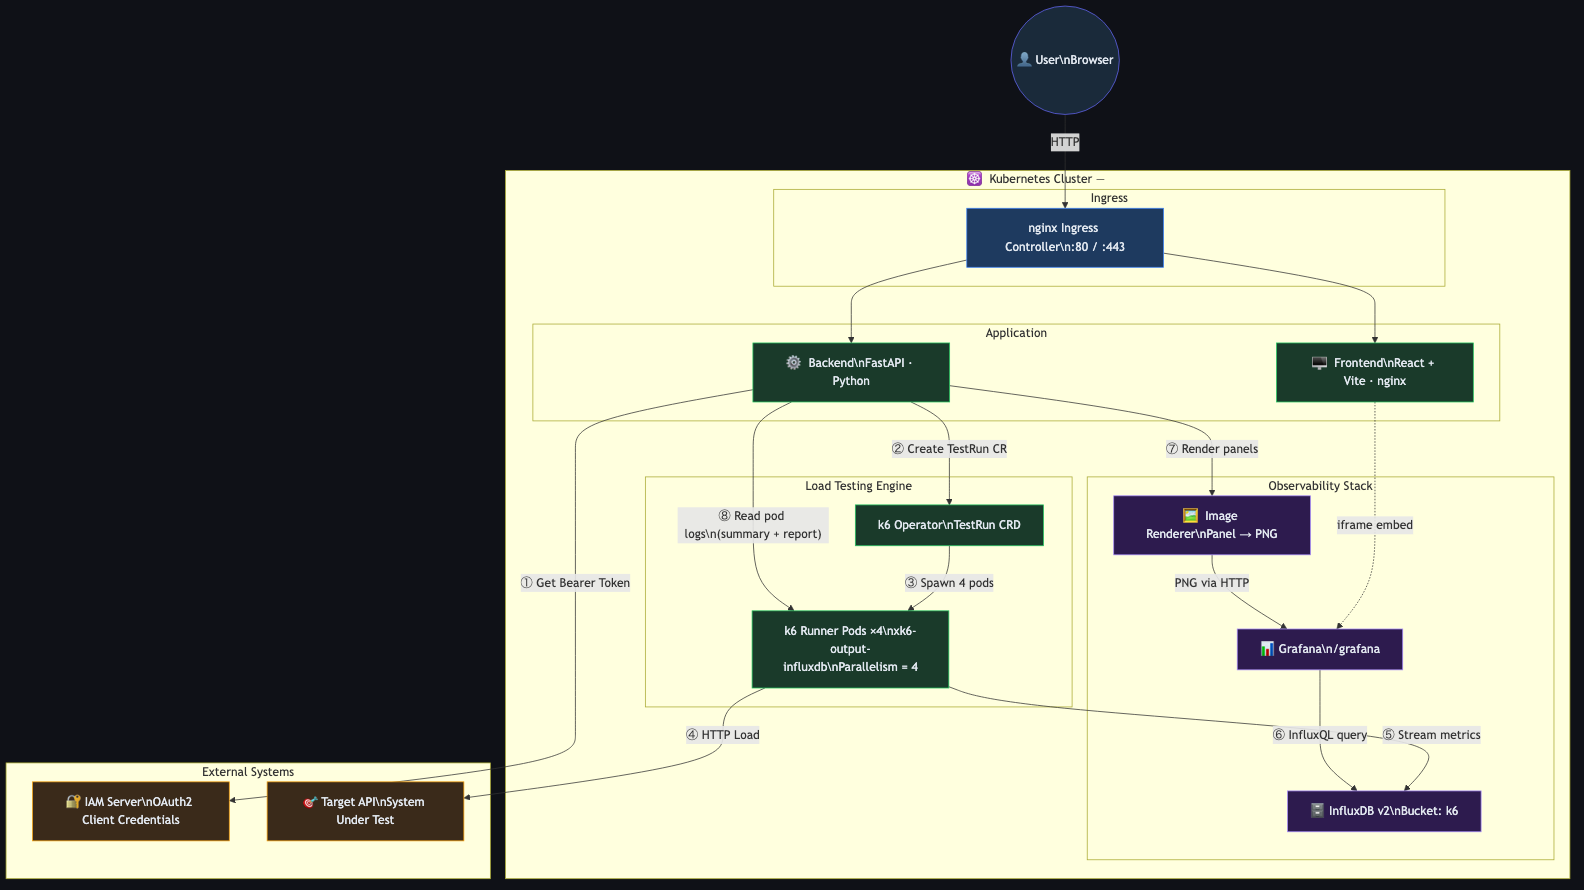 User\nBrowser
HTTP
Kubernetes Cluster —
Ingress
nginx Ingress
Controller\n:80 / :443
Application
Backend\nFastAPI ·
Python
Frontend\nReact +
Vite · nginx
② Create TestRun CR
⑦ Render panels
Load Testing Engine
Observability Stack
⑧ Read pod
logs\n(summary + report)
k6 Operator\nTestRun CRD
Image
Renderer\nPanel → PNG
iframe embed
① Get Bearer Token
③ Spawn 4 pods
PNG via HTTP
k6 Runner Pods ×4\nxk6-
output-
influxdb\nParallelism = 4
Grafana\n/grafana
④ HTTP Load
⑥ InfluxQL query
⑤ Stream metrics
External Systems
IAM Server\nOAuth2
Client Credentials
Target API\nSystem
Under Test
InfluxDB v2\nBucket: k6